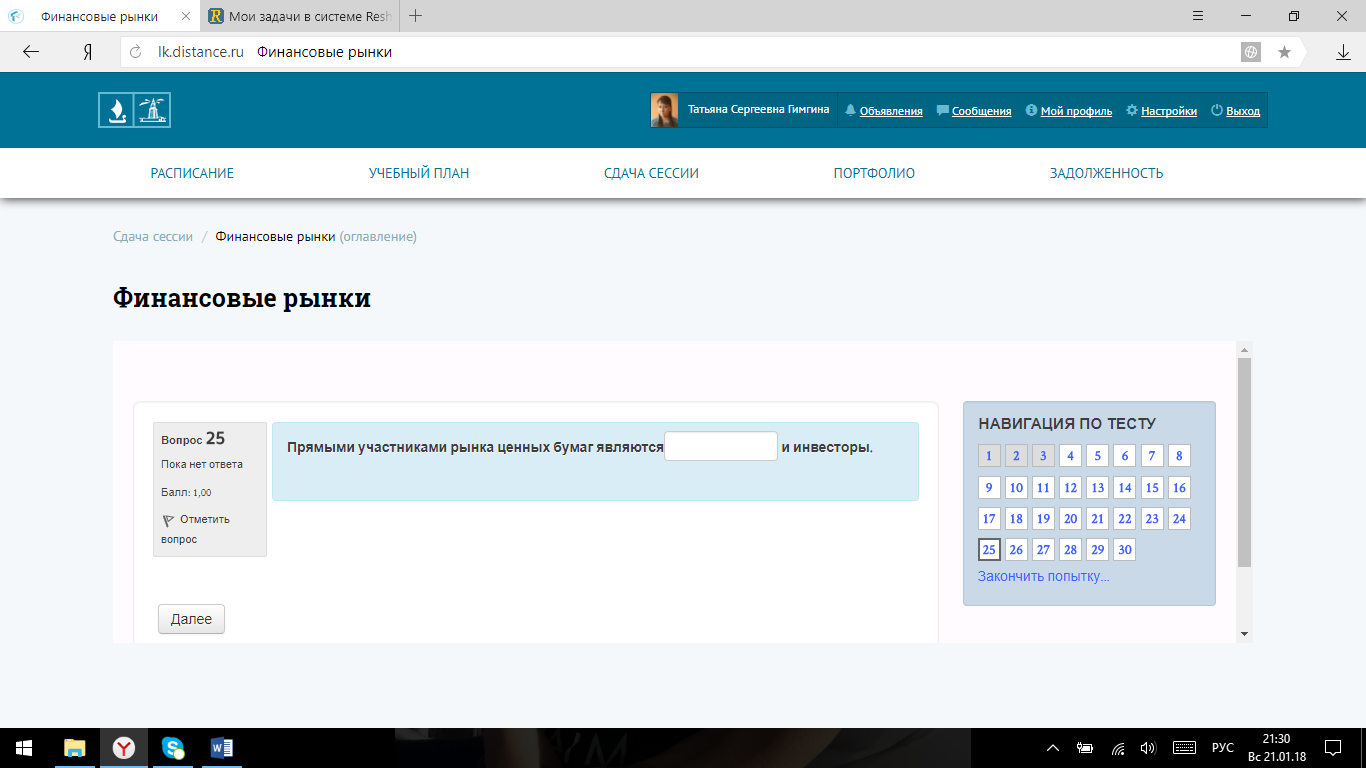 Финансовые рынки
Мои задачи в системе Resh
Я
lk.distance.ru Финансовые рынки
Татьяна Сергеевна Гимгина Объявления Сообщения Мой профиль Настройки Выход
РАСПИСАНИЕ УЧЕБНЫЙ ПЛАН СДАЧА СЕССИИ ПОРТФОЛИО ЗАДОЛЖЕННОСТЬ
Сдача сессии / Финансовые рынки (оглавление)
Финансовые рынки
Вопрос 25
Пока нет ответа
Балл: 1,00
Отметить
вопрос
Прямыми участниками рынка ценных бумаг являются и инвесторы.
Далее
НАВИГАЦИЯ ПО ТЕСТУ
1 2 3 4 5 6 7 8
9 10 11 12 13 14 15 16
17 18 19 20 21 22 23 24
25 26 27 28 29 30
Закончить попытку...
РУС
21:30
Вс 21.01.18